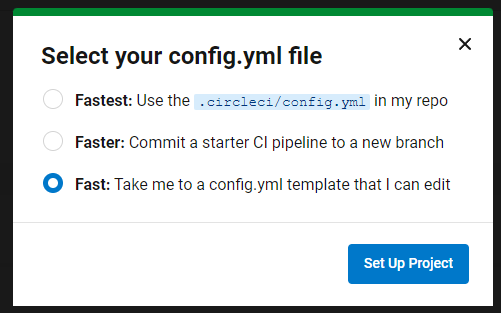 Select your config.yml file
Fastest: Use the .circleci/config.yml in my repo
Faster: Commit a starter CI pipeline to a new branch
Fast: Take me to a config.yml template that I can edit
Set Up Project